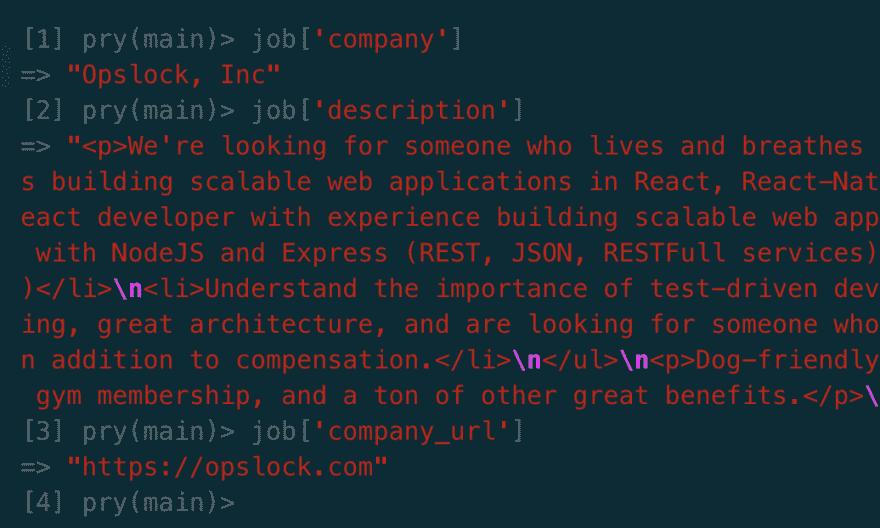 [1] pry(main)> job['company']
=> "Opslock, Inc"
[2] pry(main)> job['description']
=> "<p>We're looking for someone who lives and breathes
s building scalable web applications in React, React-Nat
eact developer with experience building scalable web app
with NodeJS and Express (REST, JSON, RESTFull services)
)</li>\n<li>Understand the importance of test-driven dev
ing, great architecture, and are looking for someone who
n addition to compensation.</li>\n</ul>\n<p>Dog-friendly
gym membership, and a ton of other great benefits.</p>\
[3] pry(main)> job['company_url']
=> "https://opslock.com"
[4] pry(main)>